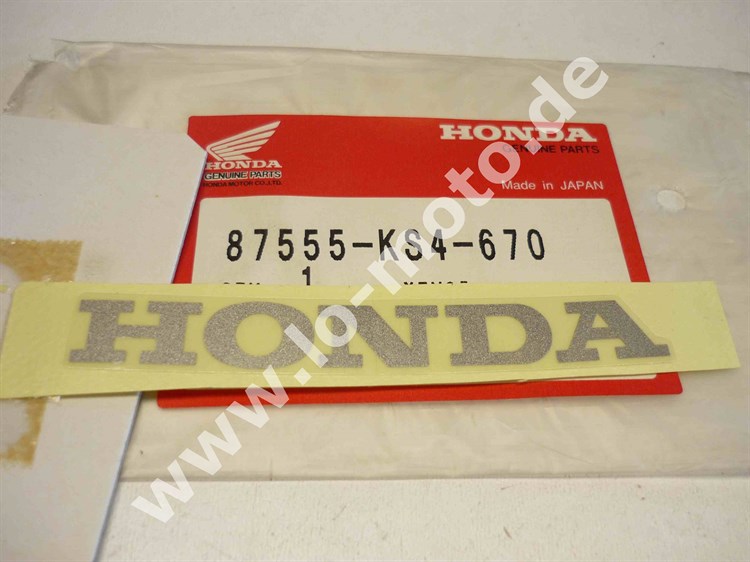 HONDA
GENUINE PARTS
HONDA MOTOR CO.,LTD.
HONDA
GENUINE PARTS
Made in JAPAN
87555-KS4-670
1
HONDA
www.lo-moto.de